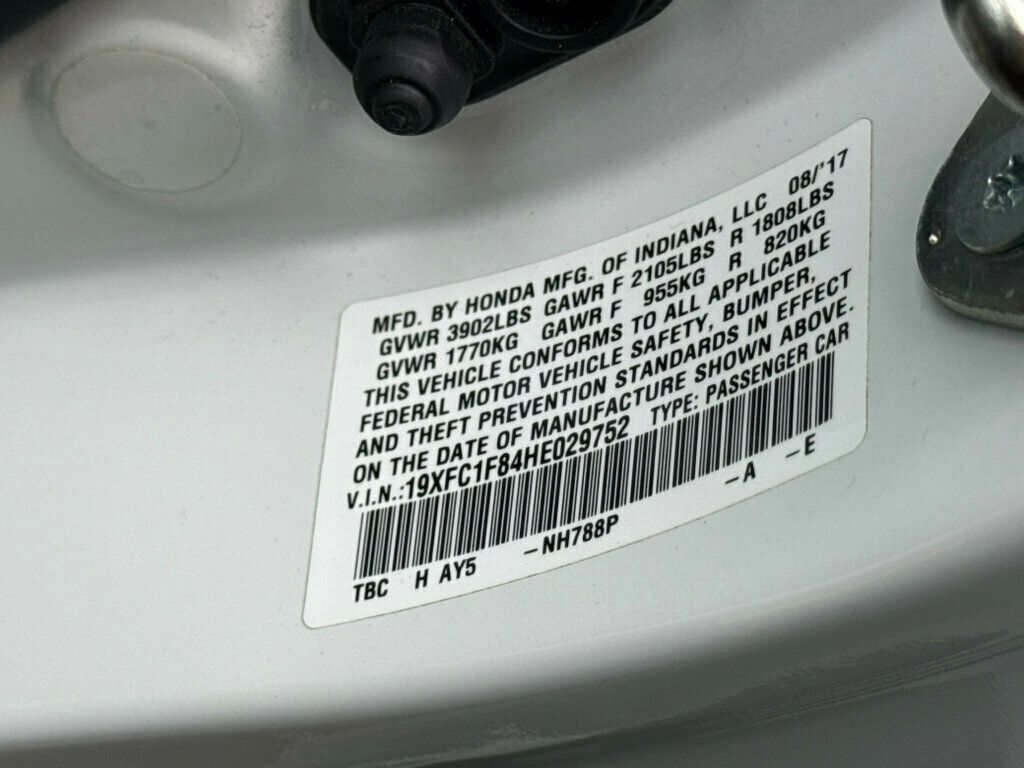 MFD. BY HONDA MFG. OF INDIANA, LLC 08/'17
GVWR 3902LBS GAWR F 2105LBS R 1808LBS
GVWR 1770KG GAWR F 955KG R 820KG
THIS VEHICLE CONFORMS TO ALL APPLICABLE
FEDERAL MOTOR VEHICLE SAFETY, BUMPER,
AND THEFT PREVENTION STANDARDS IN EFFECT
ON THE DATE OF MANUFACTURE SHOWN ABOVE.
V.I.N.:19XFC1F84HE029752 TYPE: PASSENGER CAR
TBC H AY5 -NH788P -A -E